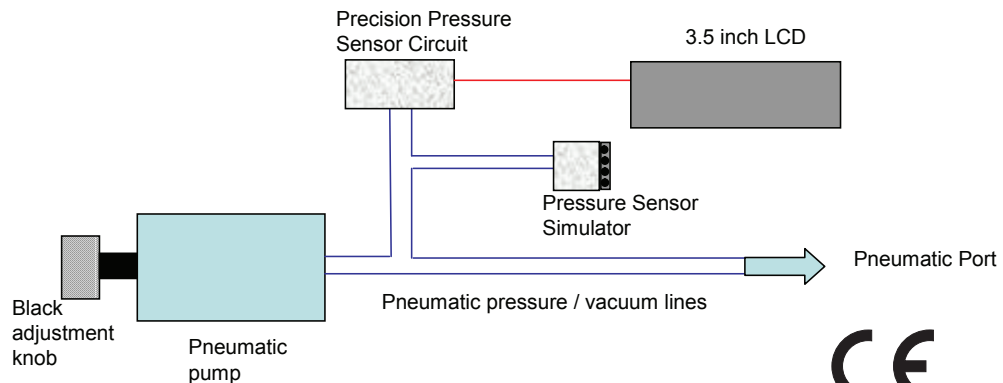 Precision Pressure
Sensor Circuit
3.5 inch LCD
Pressure Sensor
Simulator
Pneumatic Port
Pneumatic pressure / vacuum lines
Black
adjustment
knob
Pneumatic
pump
CE